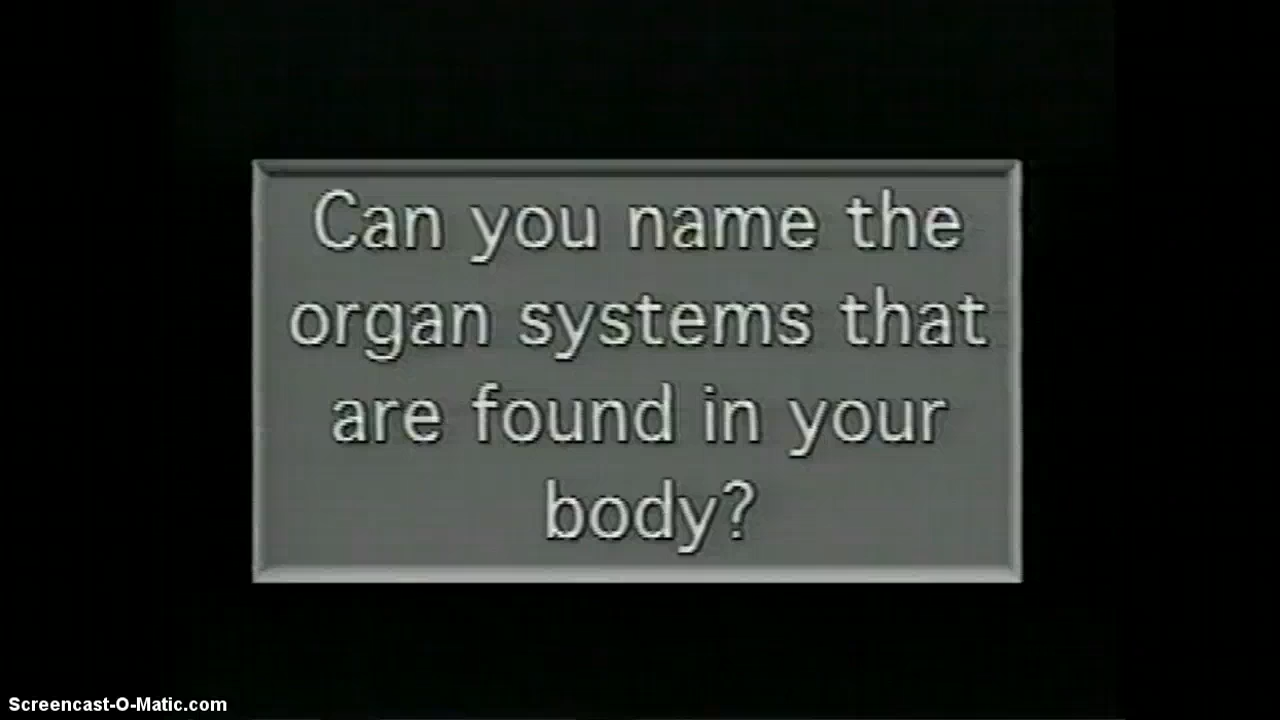 Can you name the
organ systems that
are found in your
body?
Screencast-O-Matic.com